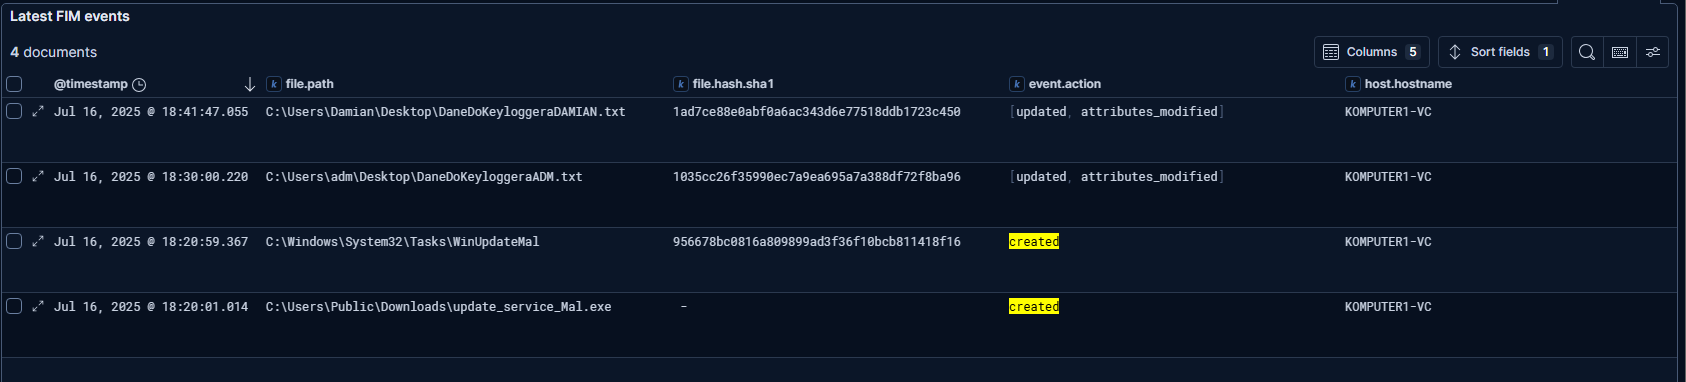 Latest FIM events
4 documents
Columns 5 Sort fields 1
@timestamp k file.path k file.hash.sha1 k event.action k host.hostname
Jul 16, 2025 @ 18:41:47.055 C:\Users\Damian\Desktop\DaneDoKeyloggeraDAMIAN.txt 1ad7ce88e0abf0a6ac343d6e77518ddb1723c450 [updated, attributes_modified] KOMPUTER1-VC
Jul 16, 2025 @ 18:30:00.220 C:\Users\adm\Desktop\DaneDoKeyloggeraADM.txt 1035cc26f35990ec7a9ea695a7a388df72f8ba96 [updated, attributes_modified] KOMPUTER1-VC
Jul 16, 2025 @ 18:20:59.367 C:\Windows\System32\Tasks\WinUpdateMal 956678bc0816a809899ad3f36f10bcb811418f16 created KOMPUTER1-VC
Jul 16, 2025 @ 18:20:01.014 C:\Users\Public\Downloads\update_service_Mal.exe - created KOMPUTER1-VC